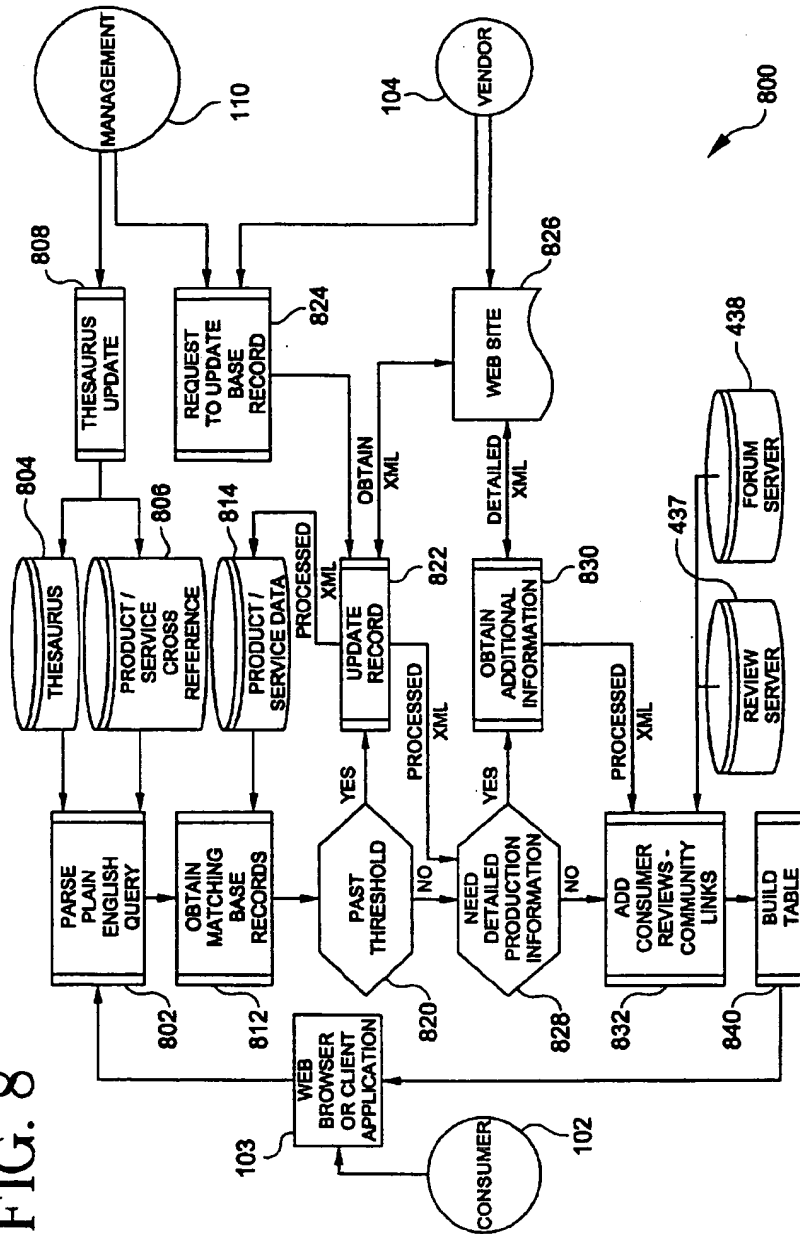 FIG. 8
CONSUMER
102
103
WEB
BROWSER
OR CLIENT
APPLICATION
PARSE
PLAIN
ENGLISH
QUERY
802
OBTAIN
MATCHING
BASE
RECORDS
812
PAST
THRESHOLD
820
YES
NO
NEED
DETAILED
PRODUCTION
INFORMATION
828
YES
NO
ADD
CONSUMER
REVIEWS -
COMMUNITY
LINKS
832
BUILD
TABLE
840
THESAURUS
804
PRODUCT /
SERVICE
CROSS
REFERENCE
806
PRODUCT /
SERVICE DATA
814
PROCESSED
XML
UPDATE
RECORD
822
PROCESSED
XML
OBTAIN
ADDITIONAL
INFORMATION
830
PROCESSED
XML
REVIEW
SERVER
437
FORUM
SERVER
438
THESAURUS
UPDATE
808
REQUEST
TO UPDATE
BASE
RECORD
824
OBTAIN
XML
DETAILED
XML
WEB SITE
826
MANAGEMENT
110
VENDOR
104
800